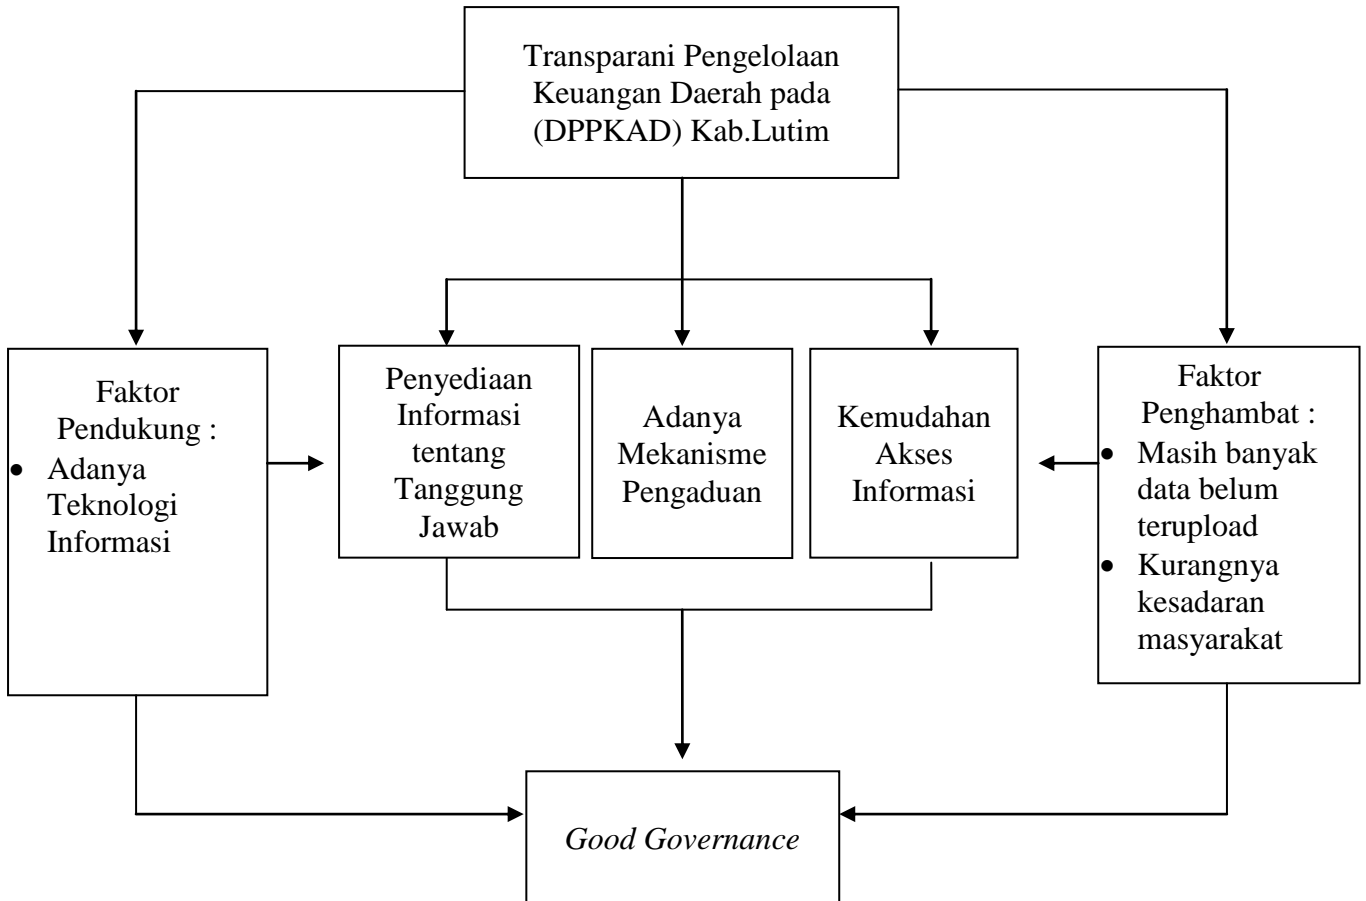 Transparani Pengelolaan
Keuangan Daerah pada
(DPPKAD) Kab.Lutim
Faktor
Pendukung :
• Adanya
Teknologi
Informasi
Penyediaan
Informasi
tentang
Tanggung
Jawab
Adanya
Mekanisme
Pengaduan
Kemudahan
Akses
Informasi
Faktor
Penghambat :
• Masih banyak
data belum
terupload
• Kurangnya
kesadaran
masyarakat
Good Governance